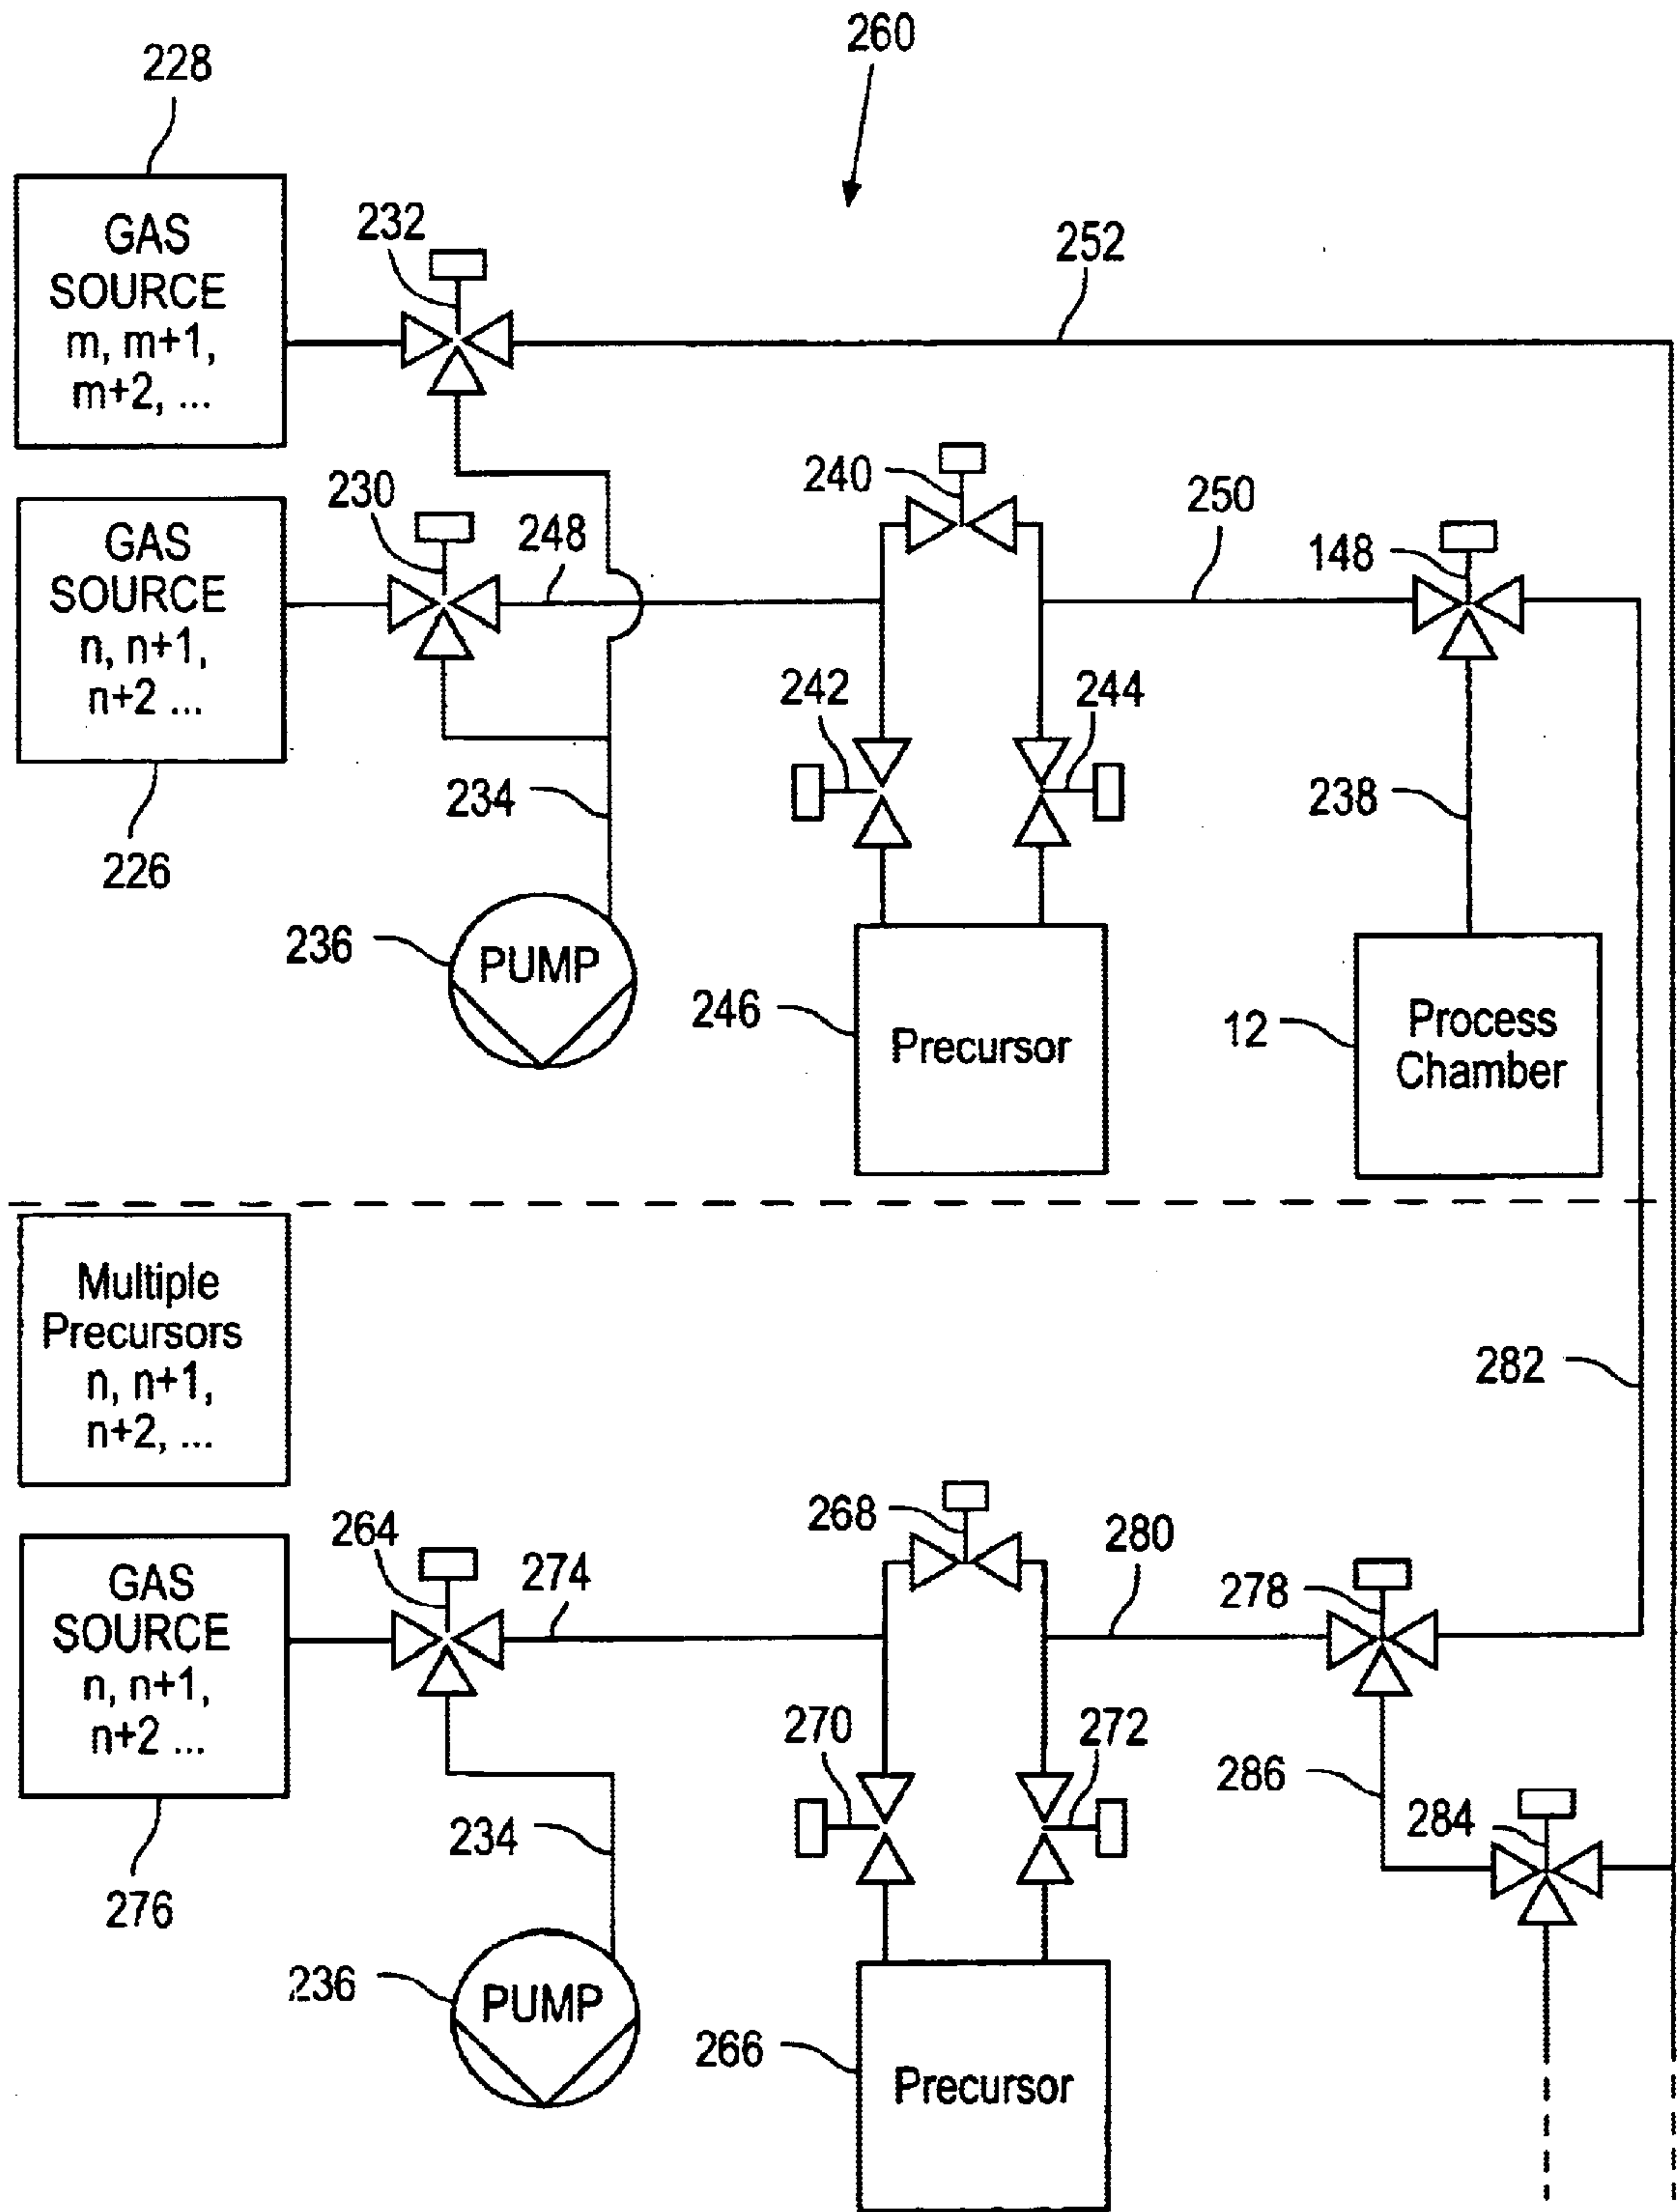 260
228
GAS
SOURCE
m, m+1,
m+2, ...
232
252
230
248
240
250
148
GAS
SOURCE
n, n+1,
n+2 ...
226
242
244
234
238
236
PUMP
246
Precursor
12
Process
Chamber
Multiple
Precursors
n, n+1,
n+2, ...
282
264
274
268
280
278
GAS
SOURCE
n, n+1,
n+2 ...
276
270
272
286
284
234
236
PUMP
266
Precursor